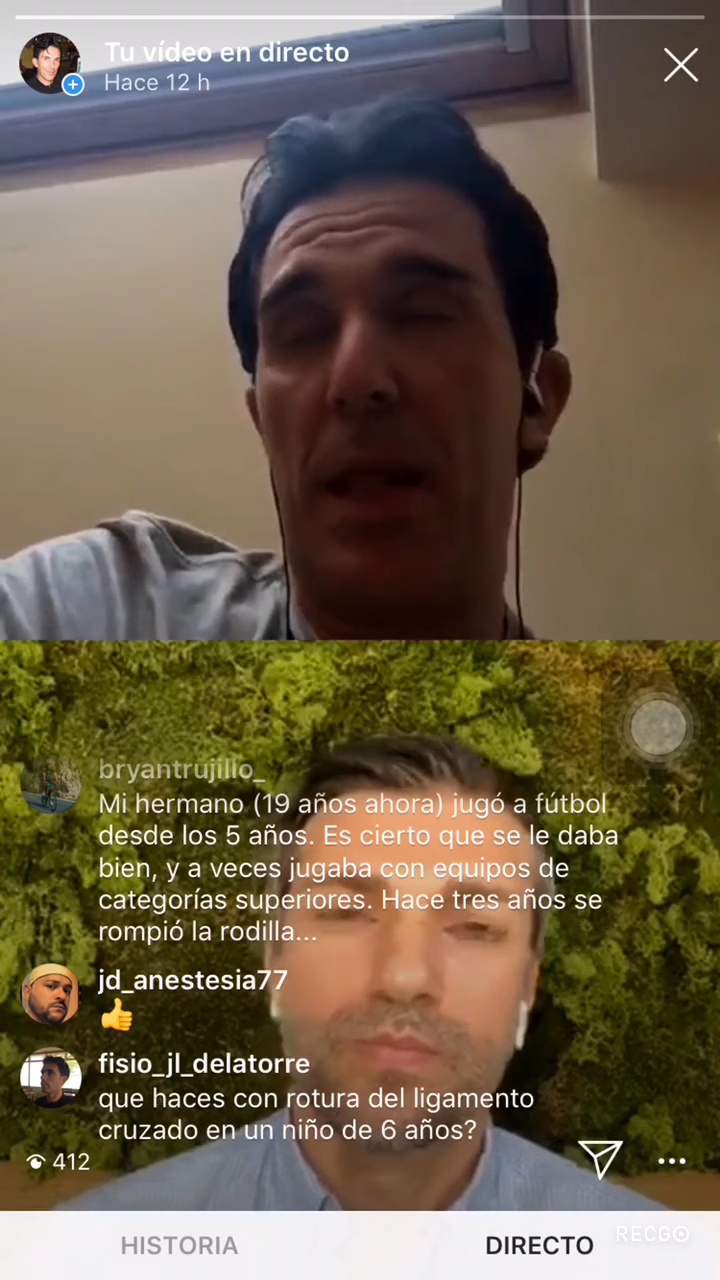 Tu vídeo en directo
Hace 12 h
bryantrujillo_
Mi hermano (19 años ahora) jugó a fútbol
desde los 5 años. Es cierto que se le daba
bien, y a veces jugaba con equipos de
categorías superiores. Hace tres años se
rompió la rodilla...
jd_anestesia77
👍
fisio_jl_delatorre
que haces con rotura del ligamento
cruzado en un niño de 6 años?
412
HISTORIA
DIRECTO
RECGO